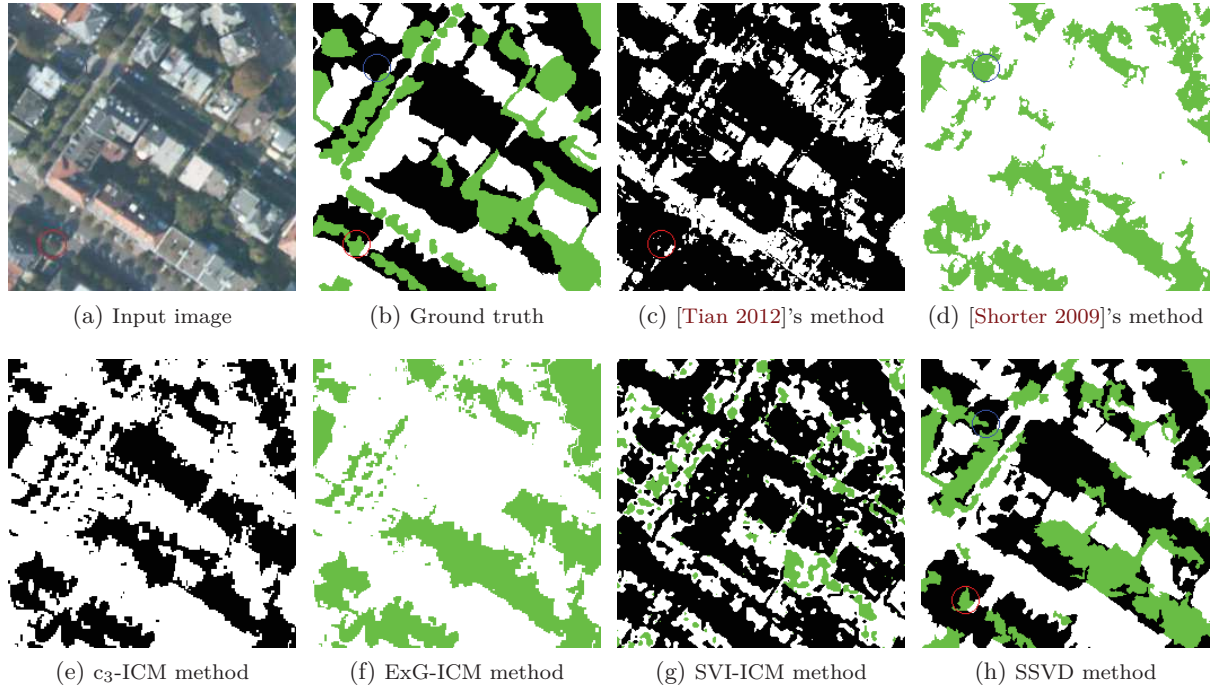 (a) Input image
(b) Ground truth
(c) [Tian 2012]'s method
(d) [Shorter 2009]'s method
(e) c₃-ICM method
(f) ExG-ICM method
(g) SVI-ICM method
(h) SSVD method